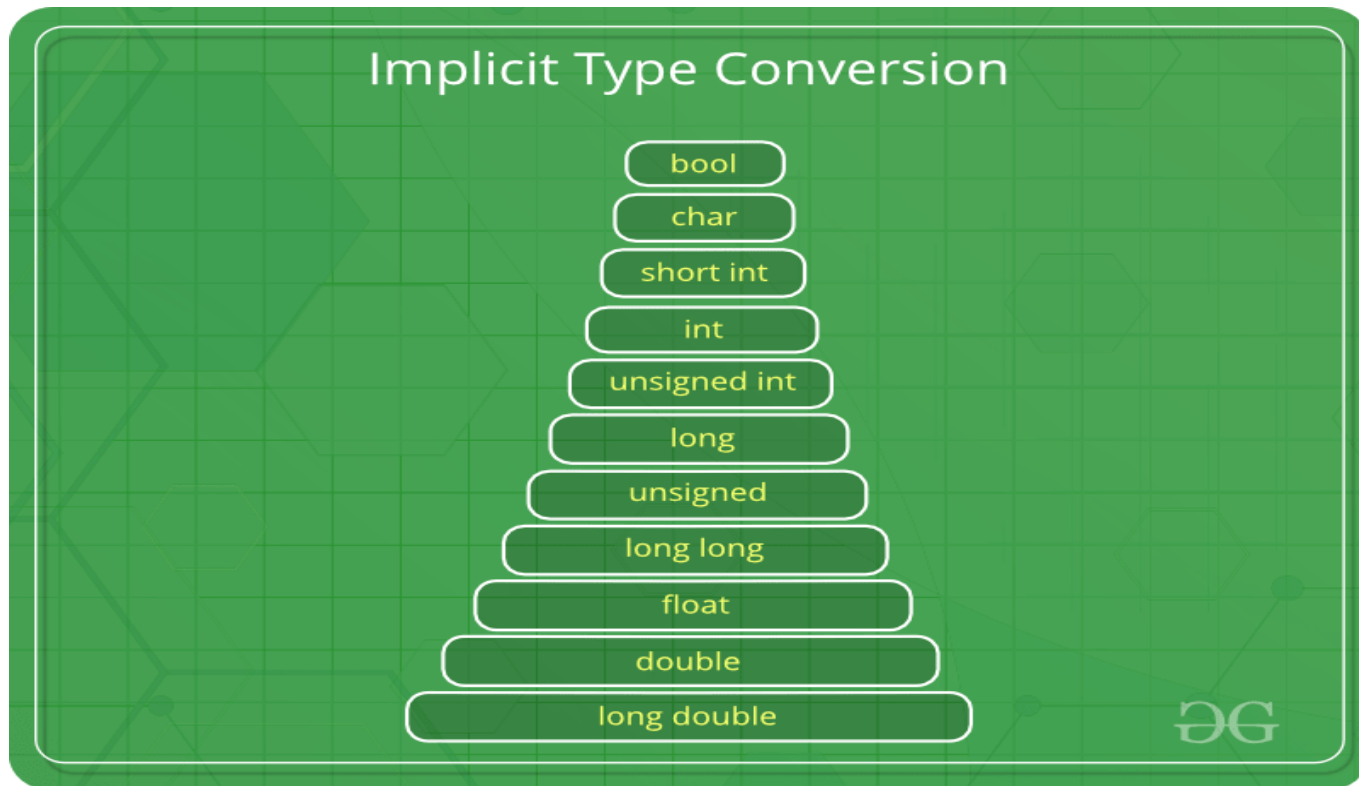 Implicit Type Conversion
bool
char
short int
int
unsigned int
long
unsigned
long long
float
double
long double